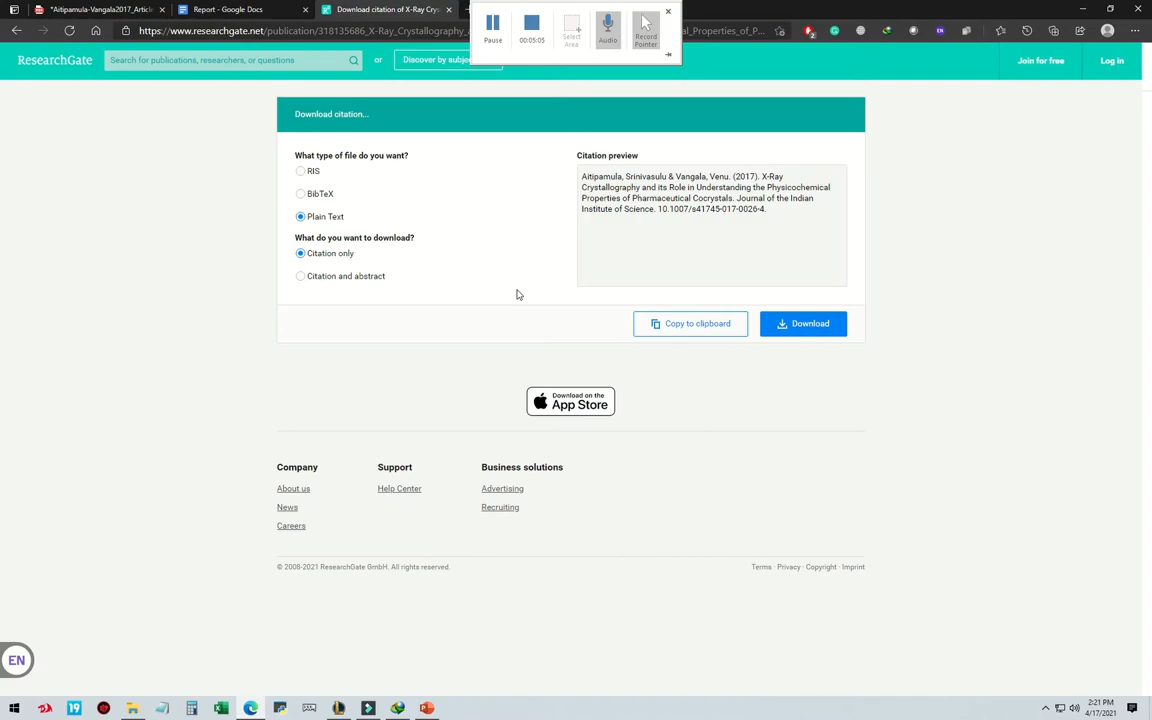 *Aitipamula-Vangala2017_Article
Report - Google Docs
Download citation of X-Ray Crys
https://www.researchgate.net/publication/318135686_X-Ray_Crystallography_
al_Properties_of_P...
Pause
00:05:05
Select
Area
Audio
Record
Pointer
ResearchGate
Search for publications, researchers, or questions
or
Discover by subje
Join for free
Log in
Download citation...
What type of file do you want?
RIS
BibTeX
Plain Text
What do you want to download?
Citation only
Citation and abstract
Citation preview
Aitipamula, Srinivasulu & Vangala, Venu. (2017). X-Ray
Crystallography and its Role in Understanding the Physicochemical
Properties of Pharmaceutical Cocrystals. Journal of the Indian
Institute of Science. 10.1007/s41745-017-0026-4.
Copy to clipboard
Download
Download on the
App Store
Company
Support
Business solutions
About us
Help Center
Advertising
News
Recruiting
Careers
© 2008-2021 ResearchGate GmbH. All rights reserved.
Terms · Privacy · Copyright · Imprint
EN
19
2:21 PM
4/17/2021